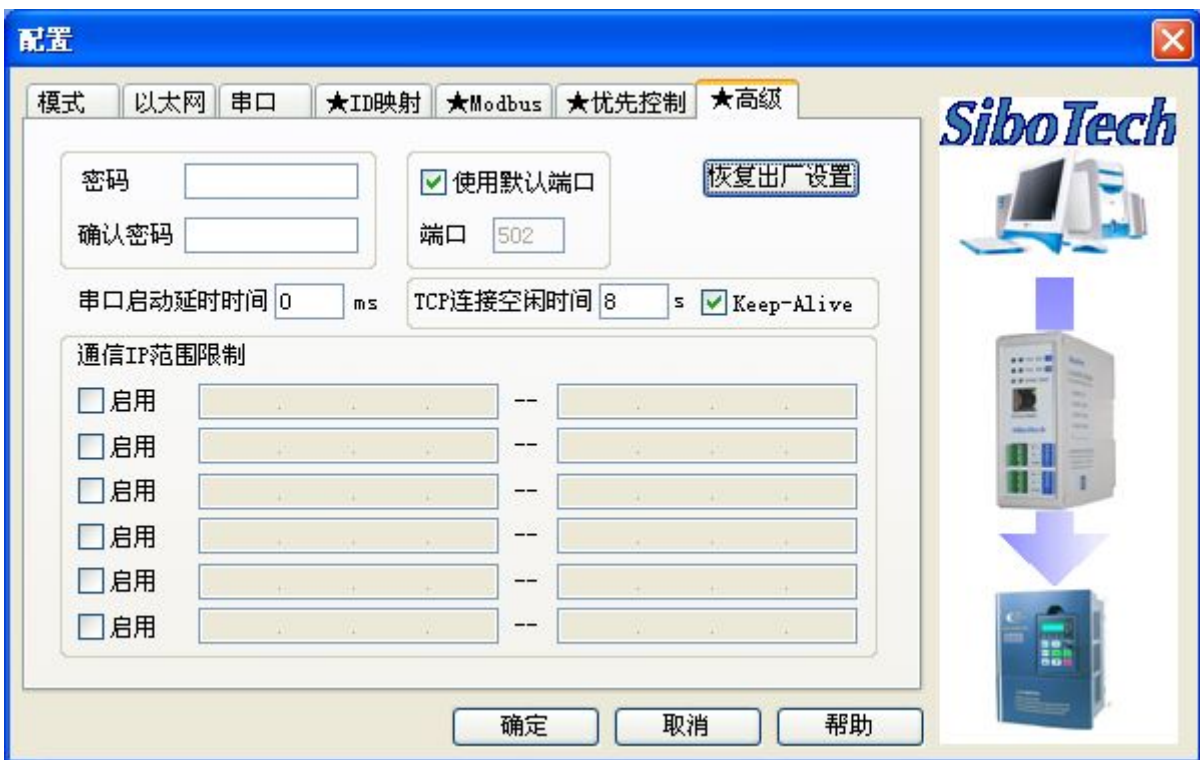 配置
模式 以太网 串口 ★ID映射 ★Modbus ★优先控制 ★高级
SiboTech
密码
确认密码
使用默认端口
端口 502
恢复出厂设置
串口启动延时时间 0 ms
TCP连接空闲时间 8 s Keep-Alive
通信IP范围限制
启用 . . . -- . . .
启用 . . . -- . . .
启用 . . . -- . . .
启用 . . . -- . . .
启用 . . . -- . . .
启用 . . . -- . . .
确定 取消 帮助